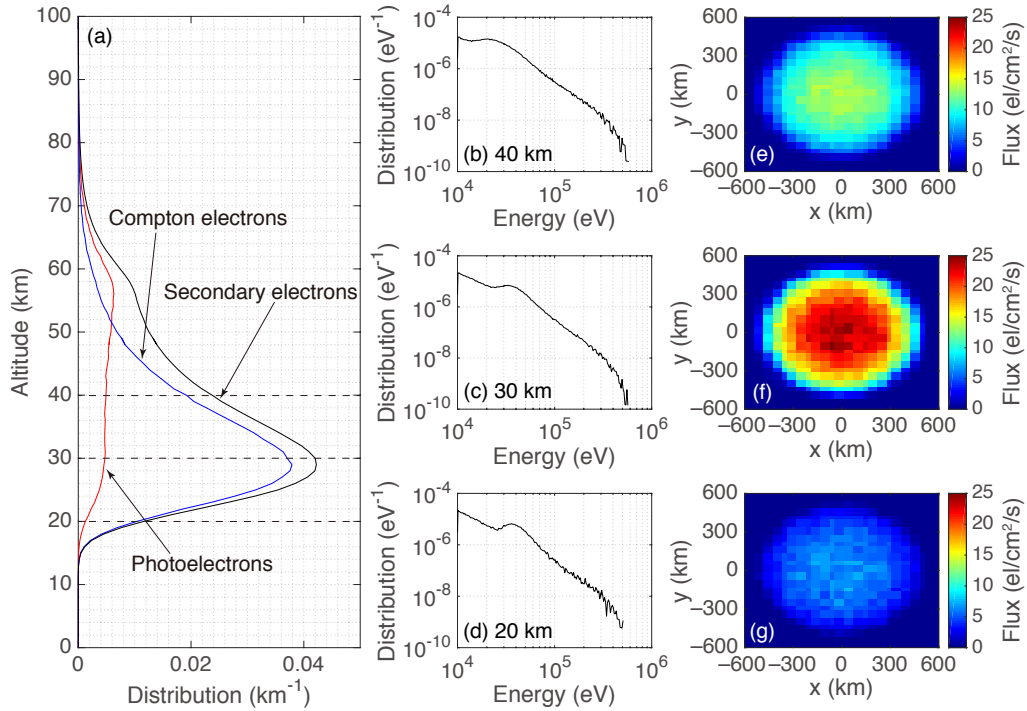 (a)
100
90
80
70
60
50
40
30
20
10
0
Altitude (km)
Compton electrons
Secondary electrons
Photoelectrons
0 0.02 0.04
Distribution (km⁻¹)
10⁻⁴
10⁻⁶
10⁻⁸
10⁻¹⁰
Distribution (eV⁻¹)
(b) 40 km
10⁴ 10⁵ 10⁶
Energy (eV)
600
300
0
−300
−600
y (km)
(e)
−600 −300 0 300 600
x (km)
25
20
15
10
5
0
Flux (el/cm²/s)
10⁻⁴
10⁻⁶
10⁻⁸
10⁻¹⁰
Distribution (eV⁻¹)
(c) 30 km
10⁴ 10⁵ 10⁶
Energy (eV)
600
300
0
−300
−600
y (km)
(f)
−600 −300 0 300 600
x (km)
25
20
15
10
5
0
Flux (el/cm²/s)
10⁻⁴
10⁻⁶
10⁻⁸
10⁻¹⁰
Distribution (eV⁻¹)
(d) 20 km
10⁴ 10⁵ 10⁶
Energy (eV)
600
300
0
−300
−600
y (km)
(g)
−600 −300 0 300 600
x (km)
25
20
15
10
5
0
Flux (el/cm²/s)